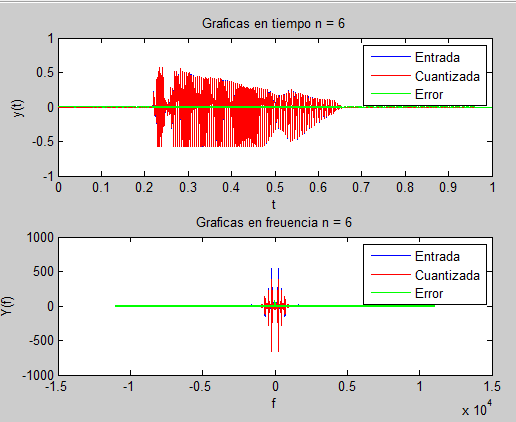 Graficas en tiempo n = 6
1
0.5
0
-0.5
-1
y(t)
Entrada
Cuantizada
Error
0 0.1 0.2 0.3 0.4 0.5 0.6 0.7 0.8 0.9 1
t
Graficas en freuencia n = 6
1000
500
0
-500
-1000
Y(f)
Entrada
Cuantizada
Error
-1.5 -1 -0.5 0 0.5 1 1.5
f
x 10^4